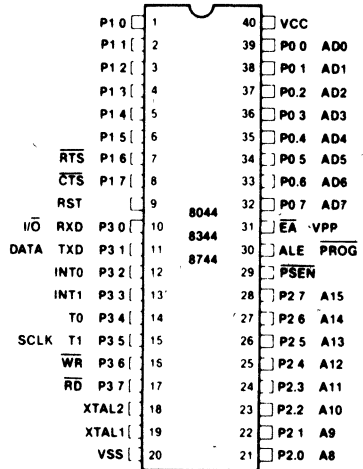 P1 0 1 40 VCC
P1 1 2 39 P0 0 AD0
P1 2 3 38 P0 1 AD1
P1 3 4 37 P0.2 AD2
P1 4 5 36 P0 3 AD3
P1 5 6 35 P0.4 AD4
RTS P1 6 7 34 P0 5 AD5
CTS P1 7 8 33 P0.6 AD6
RST 9 32 P0 7 AD7
8044
I/O RXD P3 0 10 31 EA VPP
8344
DATA TXD P3 1 11 30 ALE PROG
8744
INT0 P3 2 12 29 PSEN
INT1 P3 3 13 28 P2 7 A15
T0 P3 4 14 27 P2 6 A14
SCLK T1 P3 5 15 26 P2 5 A13
WR P3 6 16 25 P2 4 A12
RD P3 7 17 24 P2.3 A11
XTAL2 18 23 P2.2 A10
XTAL1 19 22 P2 1 A9
VSS 20 21 P2.0 A8